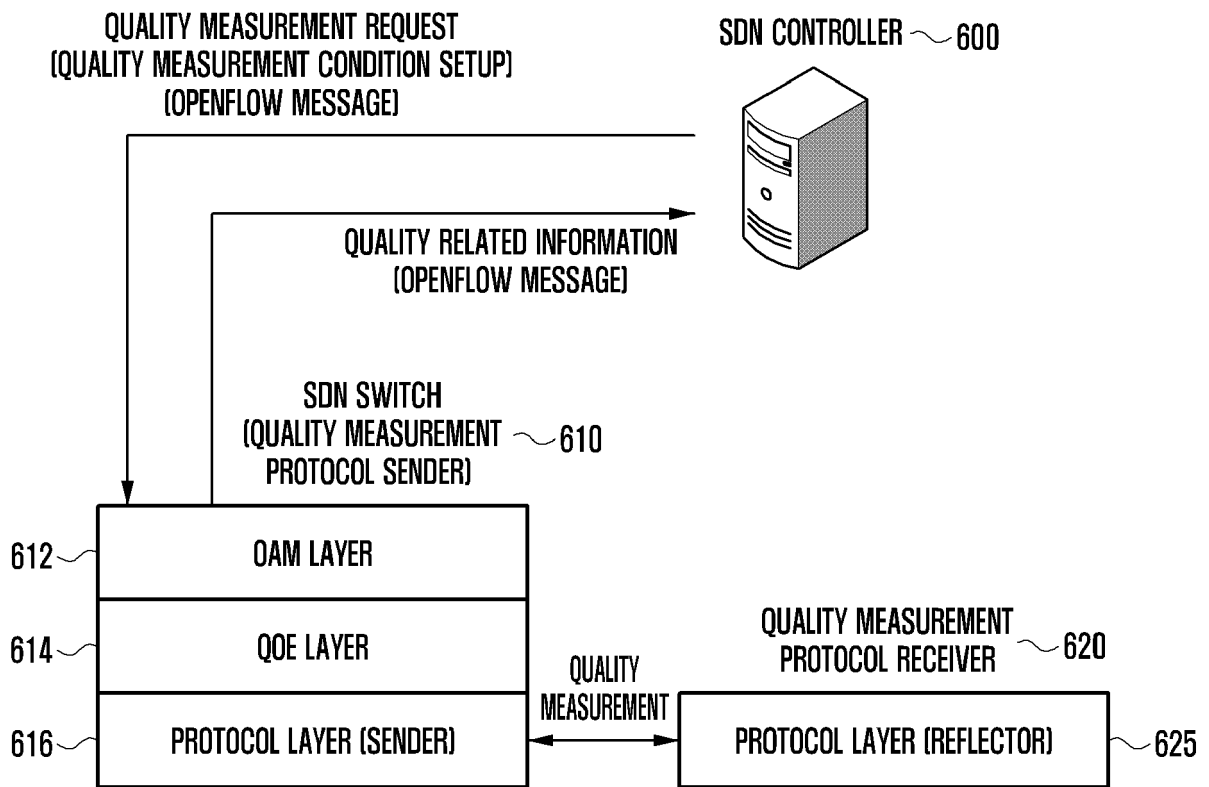 QUALITY MEASUREMENT REQUEST
(QUALITY MEASUREMENT CONDITION SETUP)
(OPENFLOW MESSAGE)
SDN CONTROLLER 600
QUALITY RELATED INFORMATION
(OPENFLOW MESSAGE)
SDN SWITCH
(QUALITY MEASUREMENT
PROTOCOL SENDER)
610
612
OAM LAYER
614
QOE LAYER
616
PROTOCOL LAYER (SENDER)
QUALITY
MEASUREMENT
QUALITY MEASUREMENT
PROTOCOL RECEIVER
620
PROTOCOL LAYER (REFLECTOR)
625